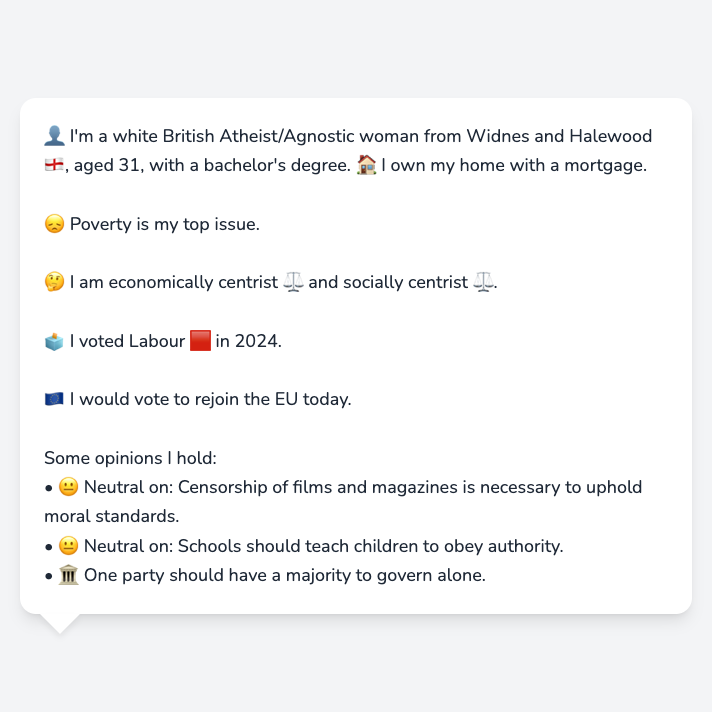 👤 I'm a white British Atheist/Agnostic woman from Widnes and Halewood
🏴󠁧󠁢󠁥󠁮󠁧󠁿, aged 31, with a bachelor's degree. 🏠 I own my home with a mortgage.
😞 Poverty is my top issue.
🤔 I am economically centrist ⚖️ and socially centrist ⚖️.
🗳️ I voted Labour 🟥 in 2024.
🇪🇺 I would vote to rejoin the EU today.
Some opinions I hold:
• 😐 Neutral on: Censorship of films and magazines is necessary to uphold
moral standards.
• 😐 Neutral on: Schools should teach children to obey authority.
• 🏛️ One party should have a majority to govern alone.